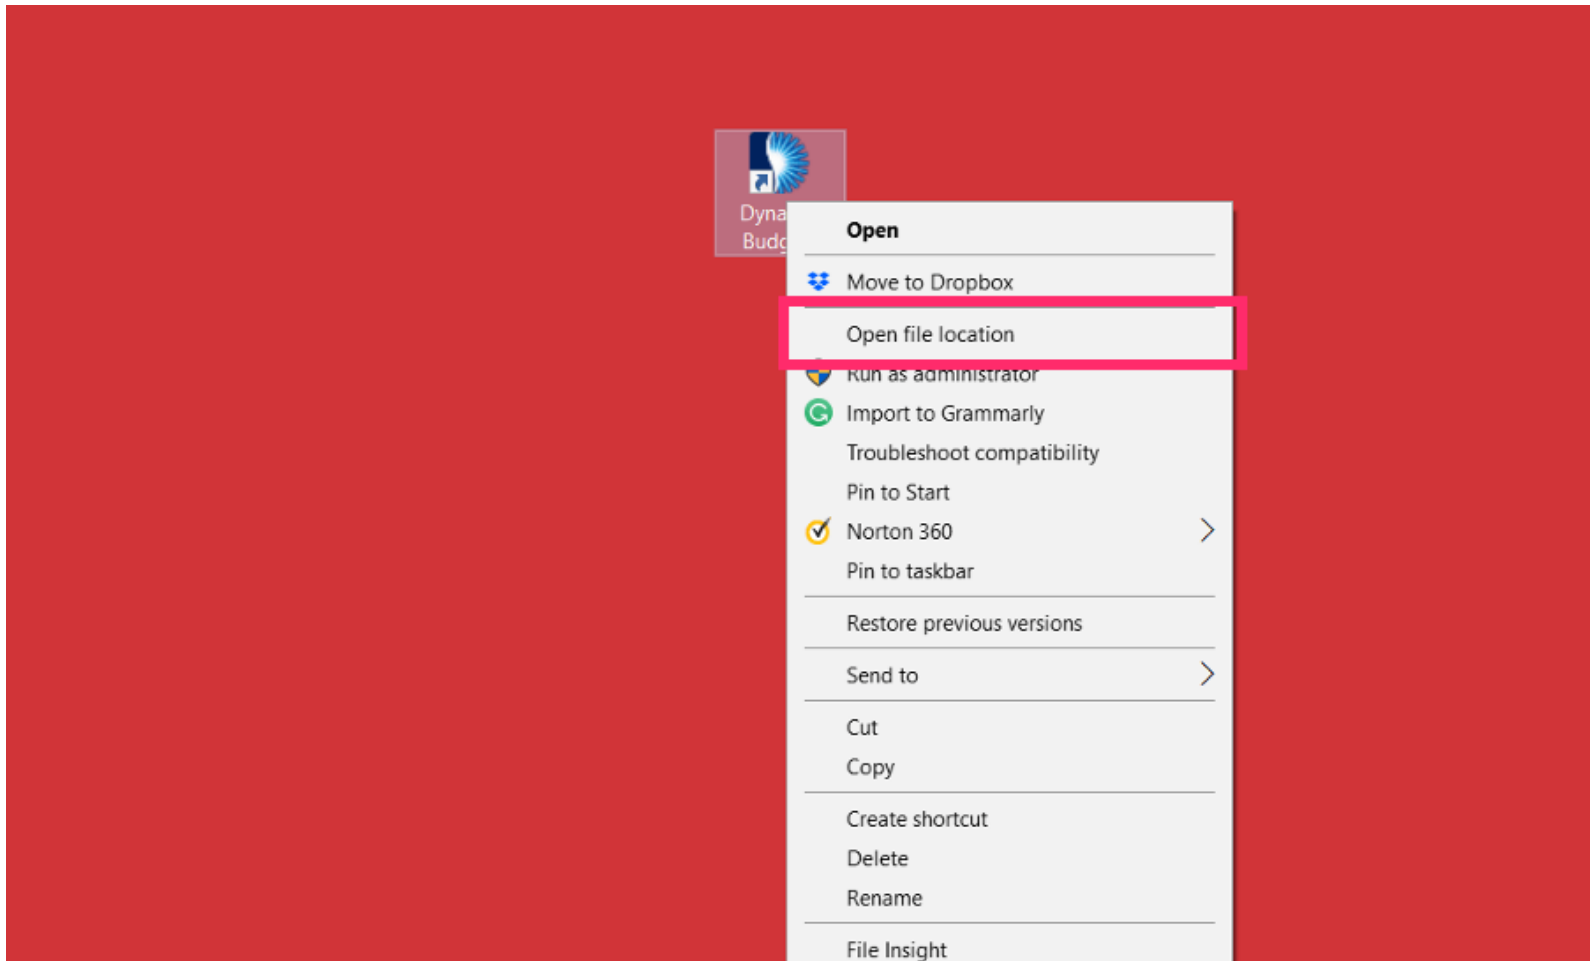 Dyna
Budg
Open
Move to Dropbox
Open file location
Run as administrator
Import to Grammarly
Troubleshoot compatibility
Pin to Start
Norton 360
Pin to taskbar
Restore previous versions
Send to
Cut
Copy
Create shortcut
Delete
Rename
File Insight